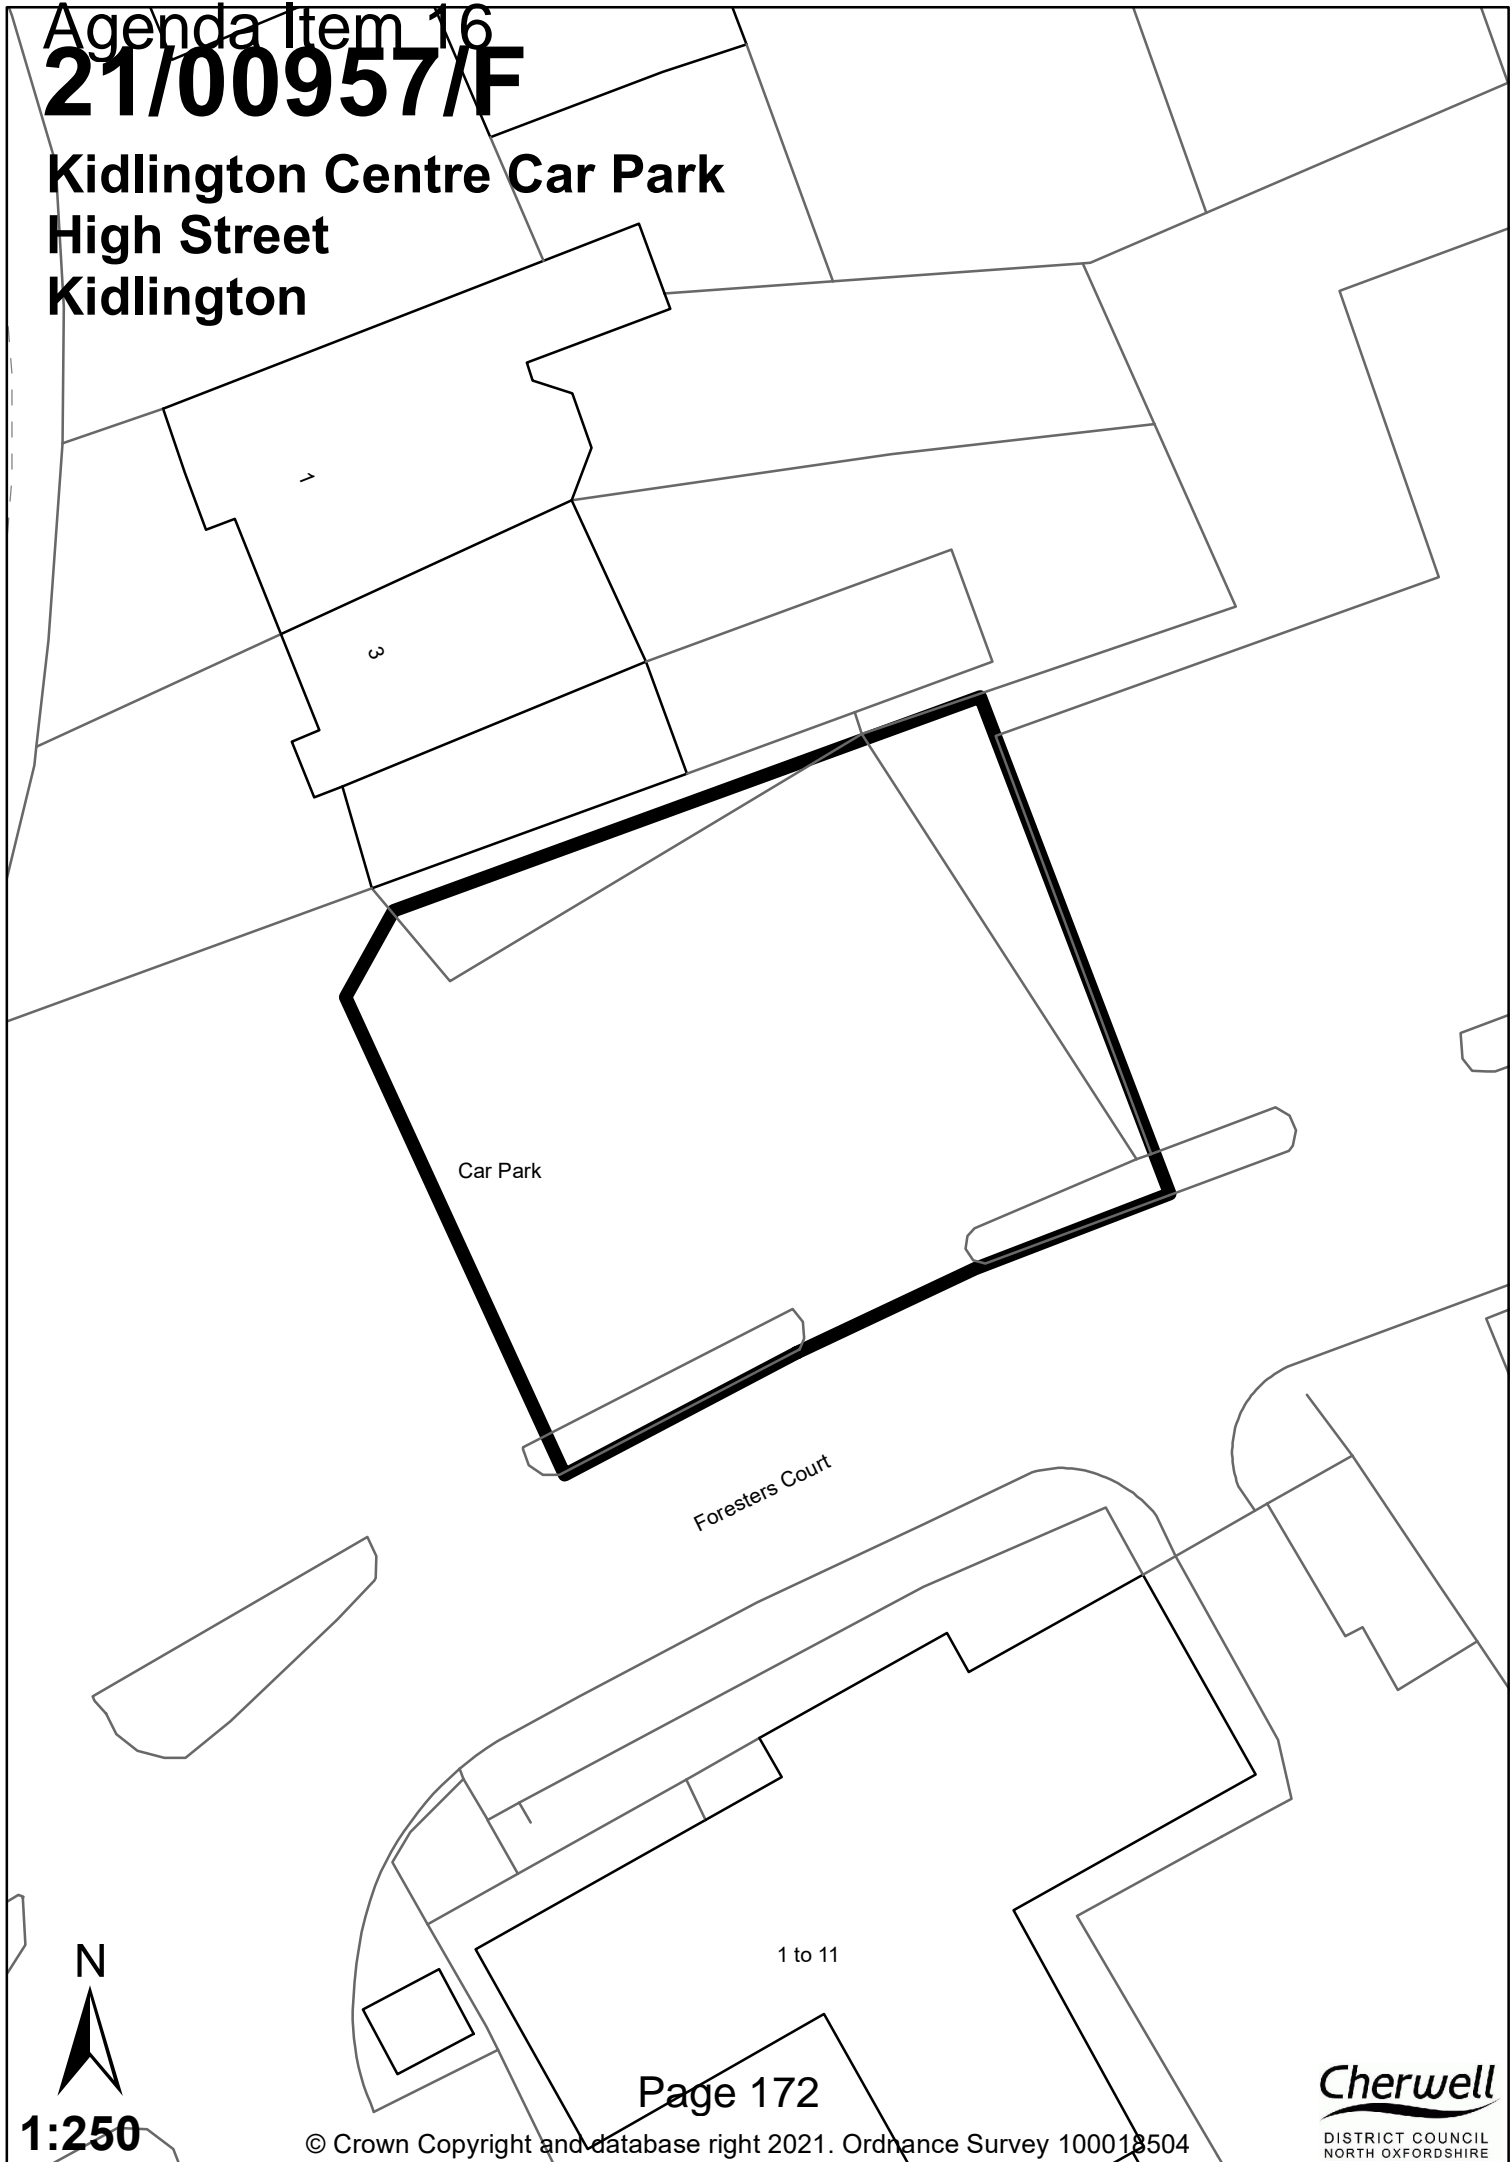 Agenda Item 16
21/00957/F
Kidlington Centre Car Park
High Street
Kidlington
1
3
Car Park
Foresters Court
1 to 11
N
1:250
Page 172
© Crown Copyright and database right 2021. Ordnance Survey 100018504
Cherwell
DISTRICT COUNCIL
NORTH OXFORDSHIRE